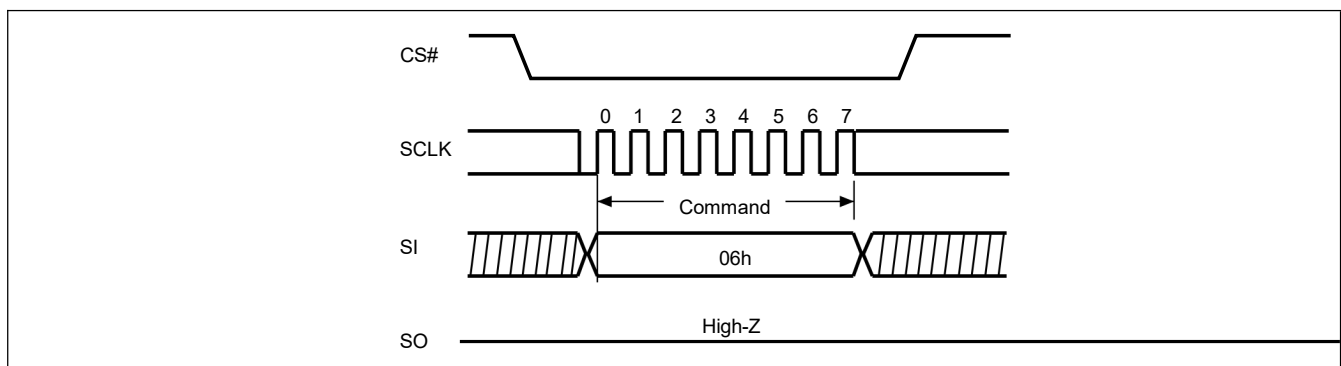 CS#
0 1 2 3 4 5 6 7
SCLK
Command
SI
06h
High-Z
SO